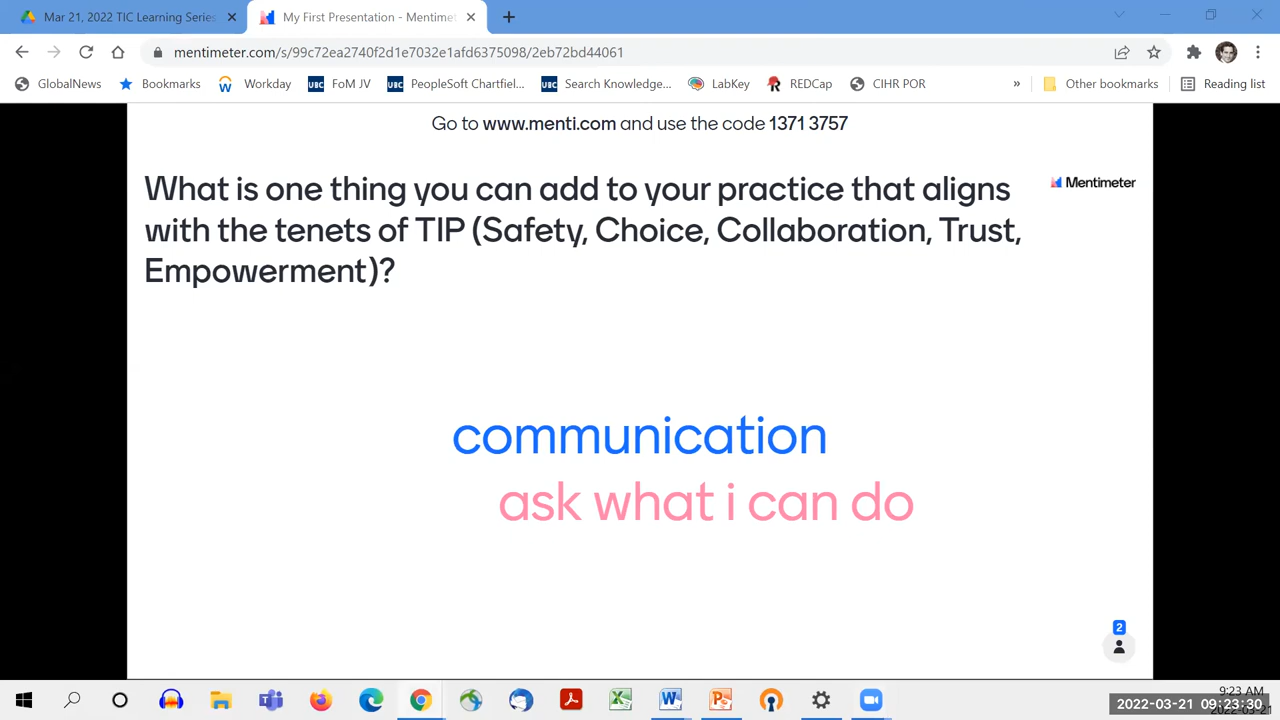 Mar 21, 2022 TIC Learning Series
My First Presentation - Mentimet
mentimeter.com/s/99c72ea2740f2d1e7032e1afd6375098/2eb72bd44061
GlobalNews Bookmarks Workday FoM JV PeopleSoft Chartfiel... Search Knowledge... LabKey REDCap CIHR POR » Other bookmarks Reading list
Go to www.menti.com and use the code 1371 3757
What is one thing you can add to your practice that aligns
with the tenets of TIP (Safety, Choice, Collaboration, Trust,
Empowerment)?
Mentimeter
communication
ask what i can do
2
9:23 AM
2022-03-21 09:23:30